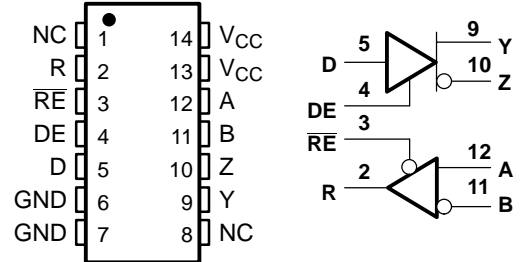 NC 1 14 VCC
R 2 13 VCC
RE 3 12 A
DE 4 11 B
D 5 10 Z
GND 6 9 Y
GND 7 8 NC
5 9 Y
D 10 Z
4
DE
3
RE
12 A
2
R 11 B